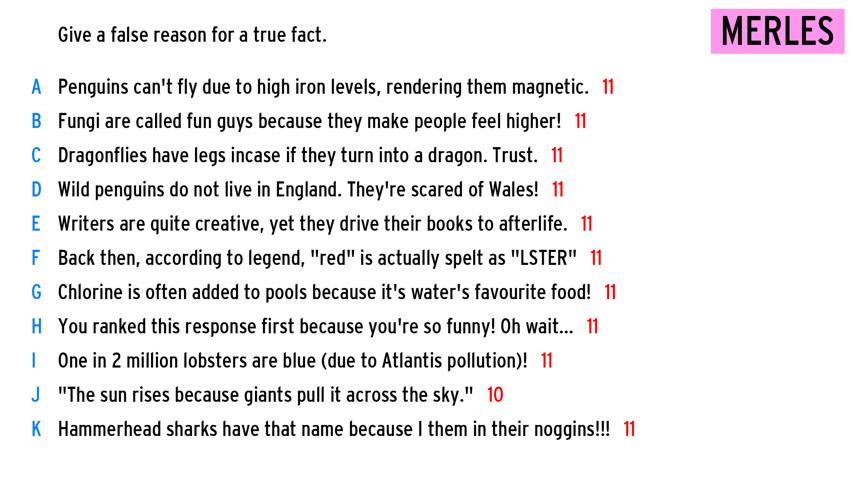 Give a false reason for a true fact.
MERLES
A Penguins can't fly due to high iron levels, rendering them magnetic. 11
B Fungi are called fun guys because they make people feel higher! 11
C Dragonflies have legs incase if they turn into a dragon. Trust. 11
D Wild penguins do not live in England. They're scared of Wales! 11
E Writers are quite creative, yet they drive their books to afterlife. 11
F Back then, according to legend, "red" is actually spelt as "LSTER" 11
G Chlorine is often added to pools because it's water's favourite food! 11
H You ranked this response first because you're so funny! Oh wait... 11
I One in 2 million lobsters are blue (due to Atlantis pollution)! 11
J "The sun rises because giants pull it across the sky." 10
K Hammerhead sharks have that name because I them in their noggins!!! 11